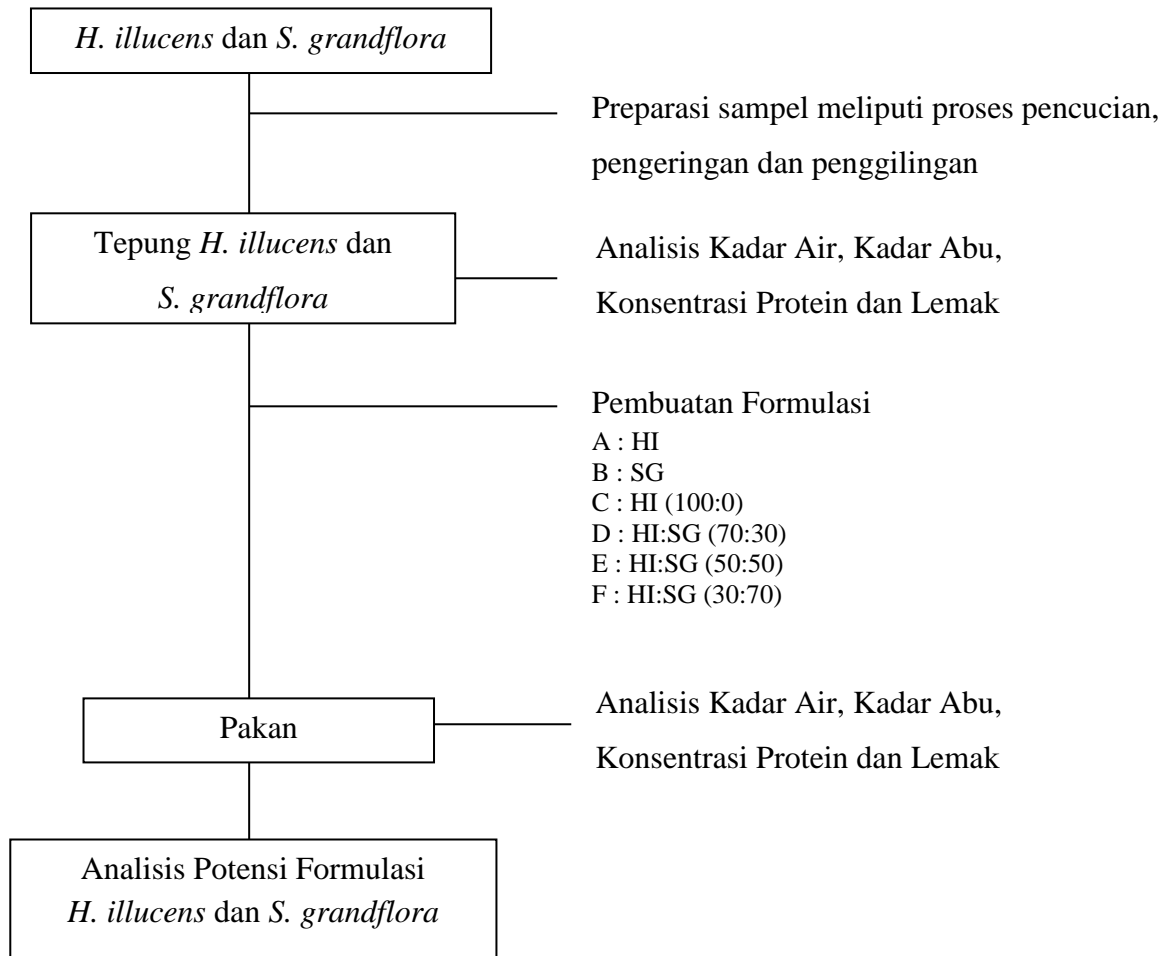 H. illucens dan S. grandflora
Preparasi sampel meliputi proses pencucian,
pengeringan dan penggilingan
Tepung H. illucens dan
S. grandflora
Analisis Kadar Air, Kadar Abu,
Konsentrasi Protein dan Lemak
Pembuatan Formulasi
A : HI
B : SG
C : HI (100:0)
D : HI:SG (70:30)
E : HI:SG (50:50)
F : HI:SG (30:70)
Pakan
Analisis Kadar Air, Kadar Abu,
Konsentrasi Protein dan Lemak
Analisis Potensi Formulasi
H. illucens dan S. grandflora